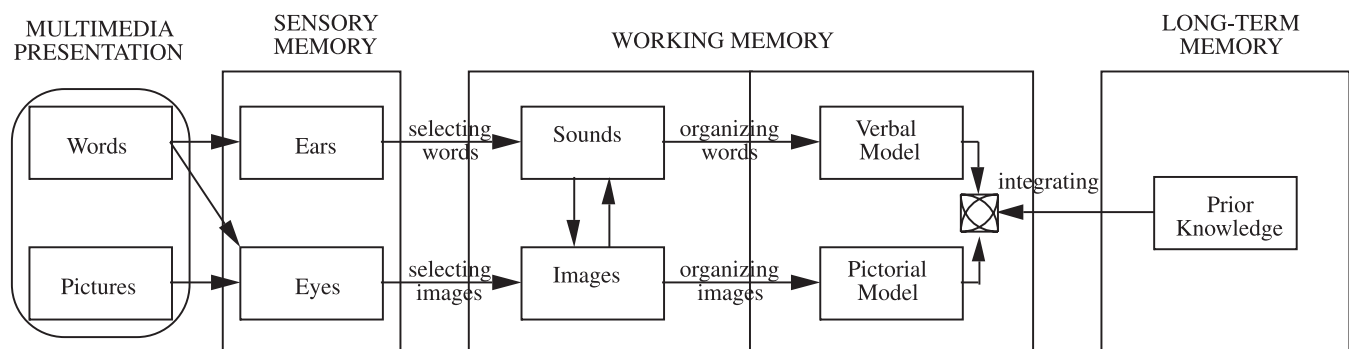 MULTIMEDIA
PRESENTATION
SENSORY
MEMORY
WORKING MEMORY
LONG-TERM
MEMORY
Words
Pictures
Ears
Eyes
selecting
words
selecting
images
Sounds
Images
organizing
words
organizing
images
Verbal
Model
Pictorial
Model
integrating
Prior
Knowledge